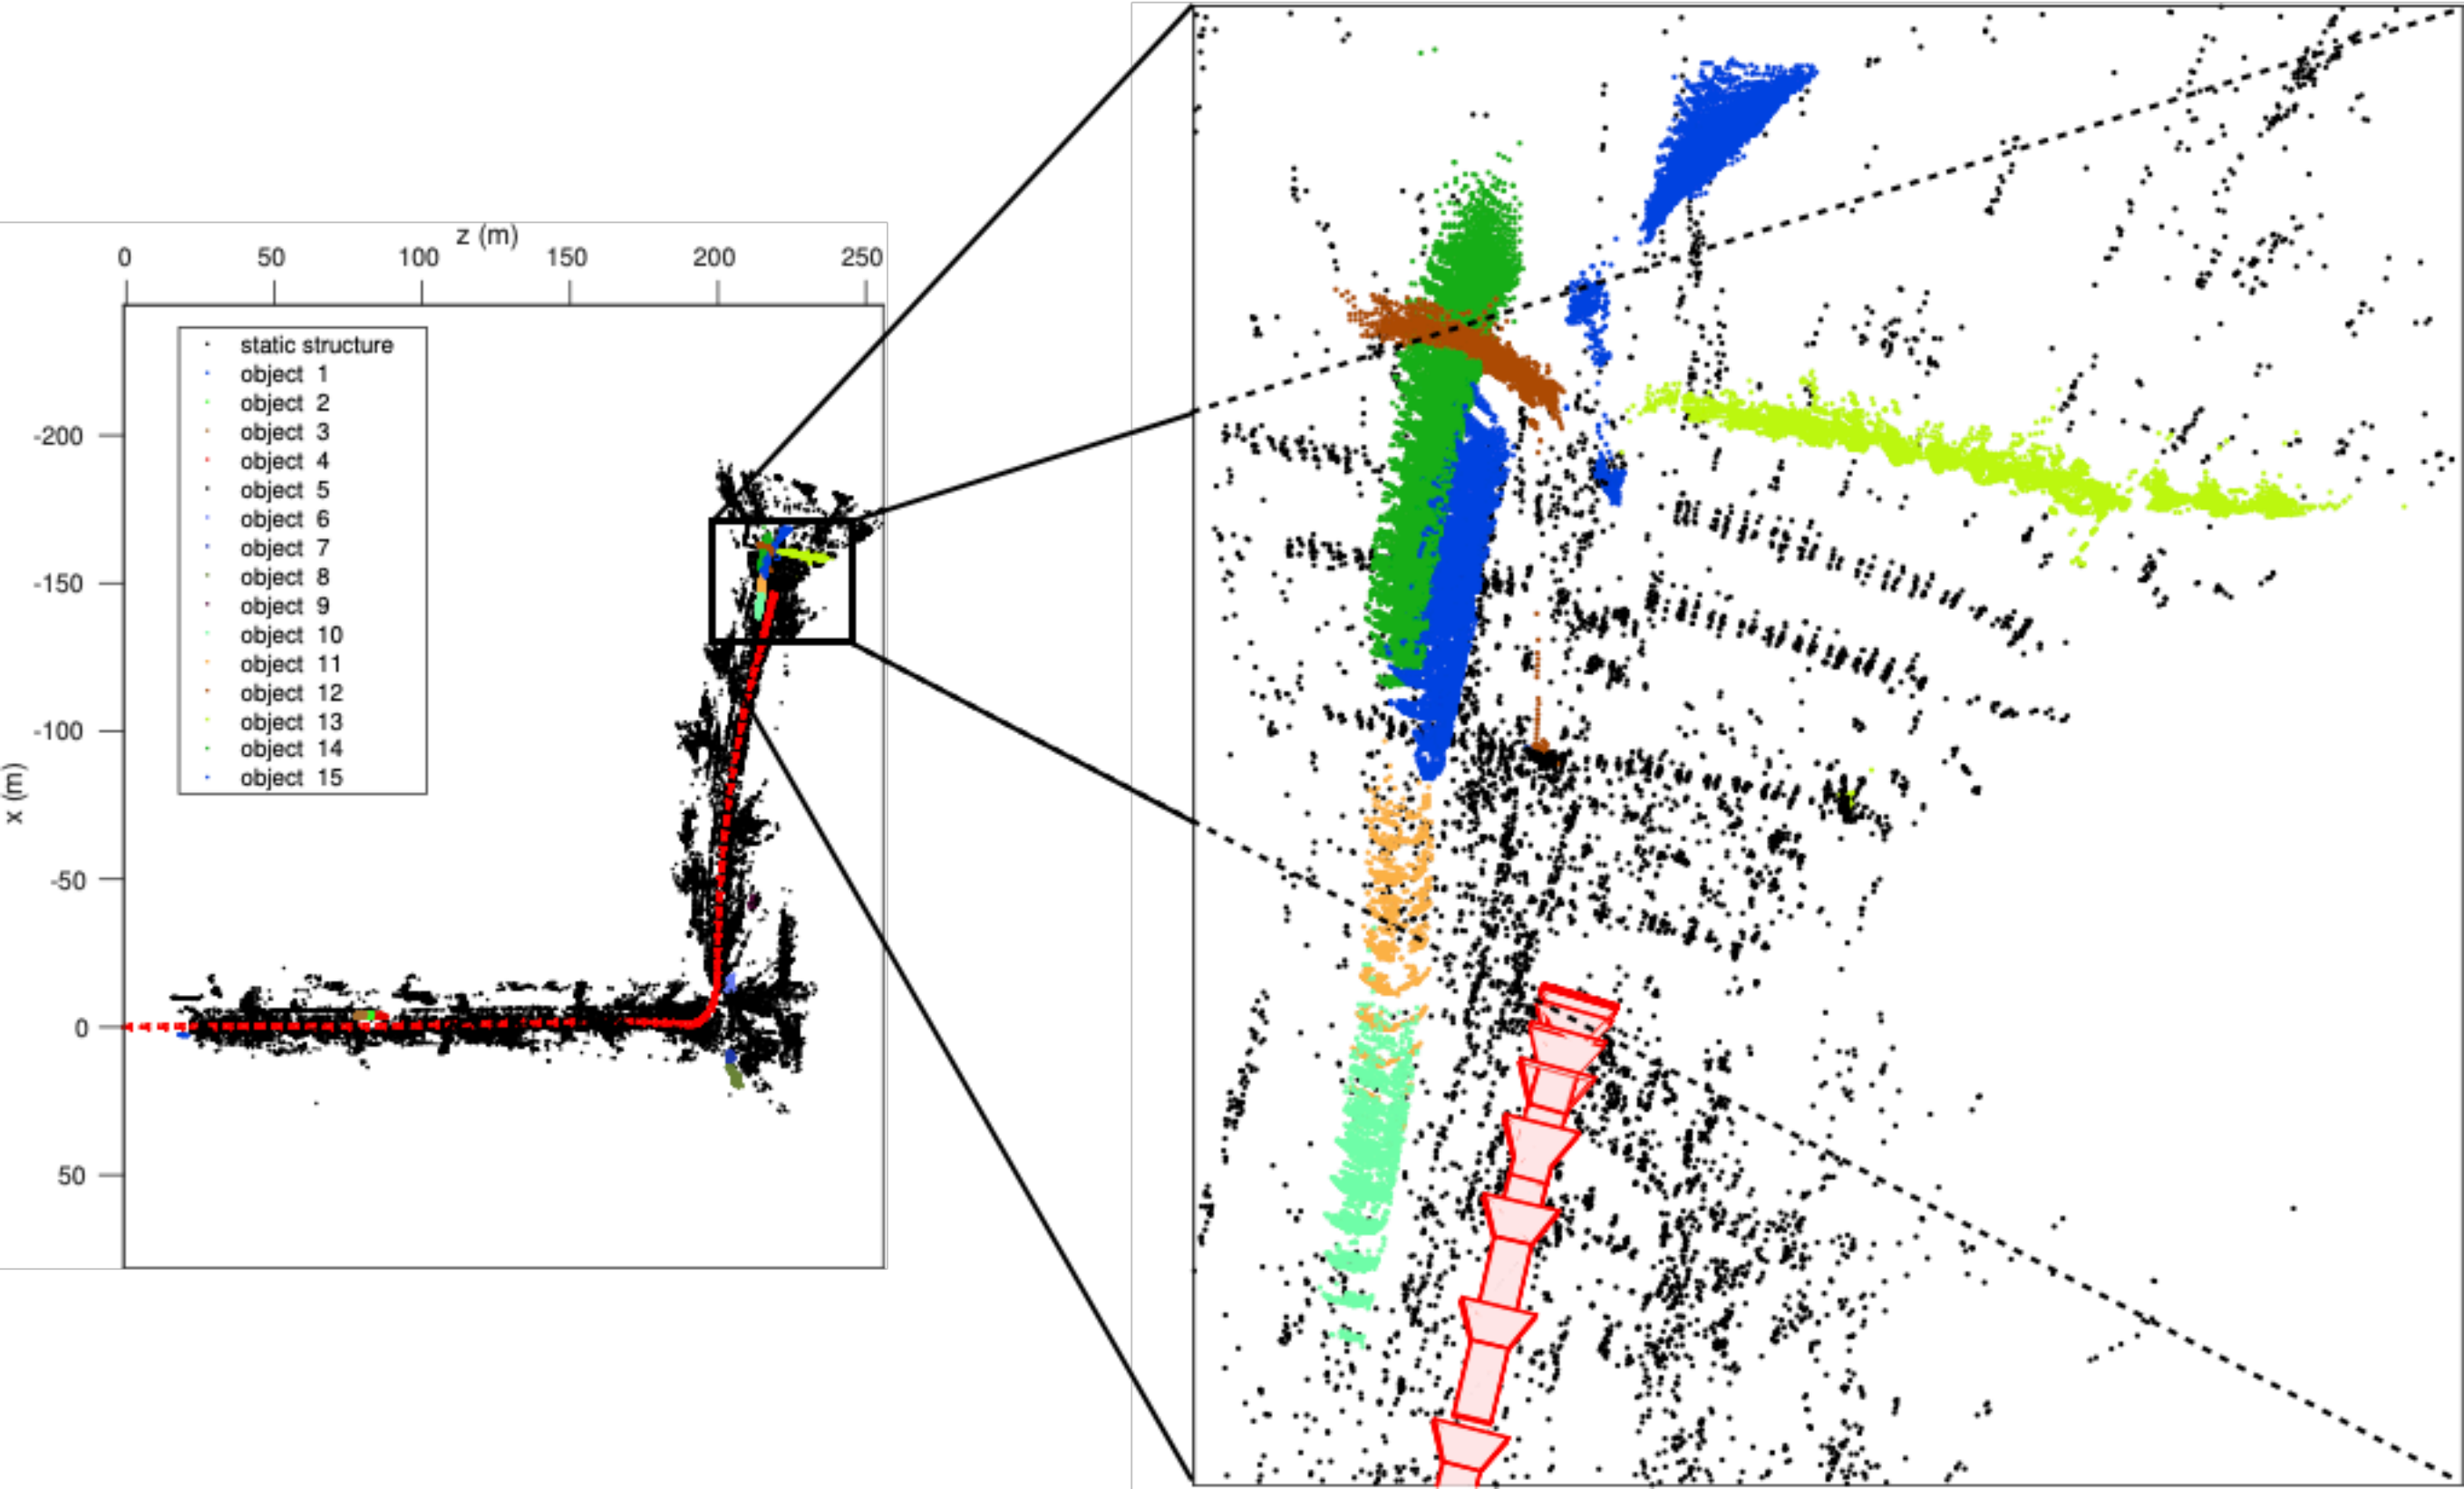 z (m)
0 50 100 150 200 250
static structure
object 1
object 2
object 3
object 4
object 5
object 6
object 7
object 8
object 9
object 10
object 11
object 12
object 13
object 14
object 15
-200
-150
-100
-50
0
50
x (m)